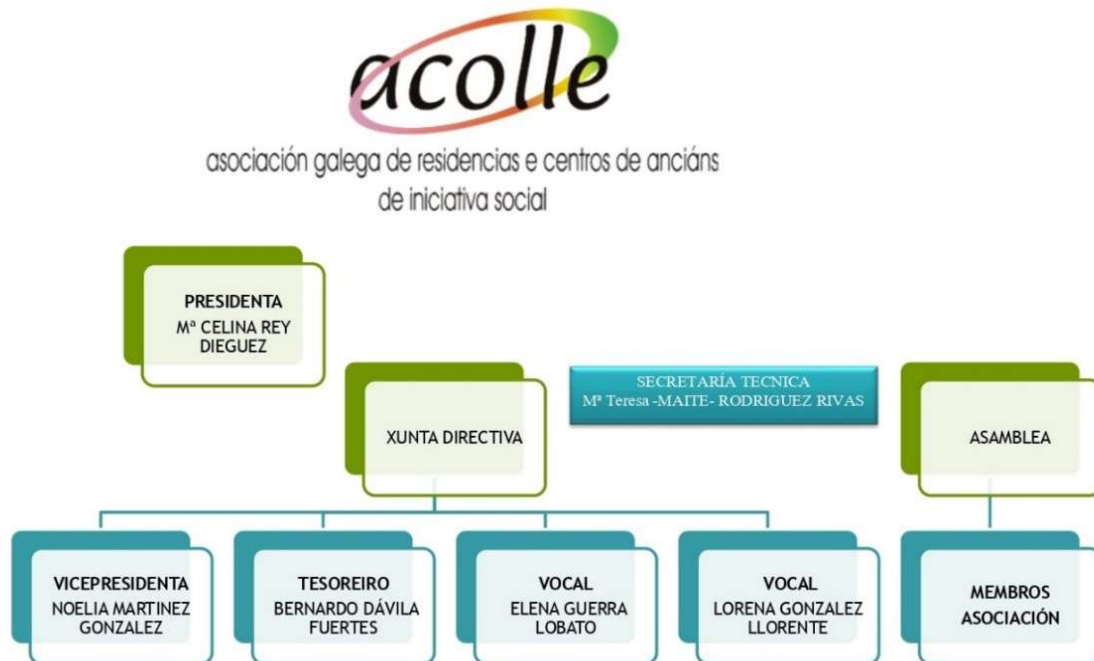 acolle
asociación galega de residencias e centros de anciáns
de iniciativa social
PRESIDENTA
Mª CELINA REY
DIEGUEZ
XUNTA DIRECTIVA
SECRETARÍA TECNICA
Mª Teresa -MAITE- RODRIGUEZ RIVAS
ASAMBLEA
VICEPRESIDENTA
NOELIA MARTINEZ
GONZALEZ
TESOREIRO
BERNARDO DÁVILA
FUERTES
VOCAL
ELENA GUERRA
LOBATO
VOCAL
LORENA GONZALEZ
LLORENTE
MEMBROS
ASOCIACIÓN